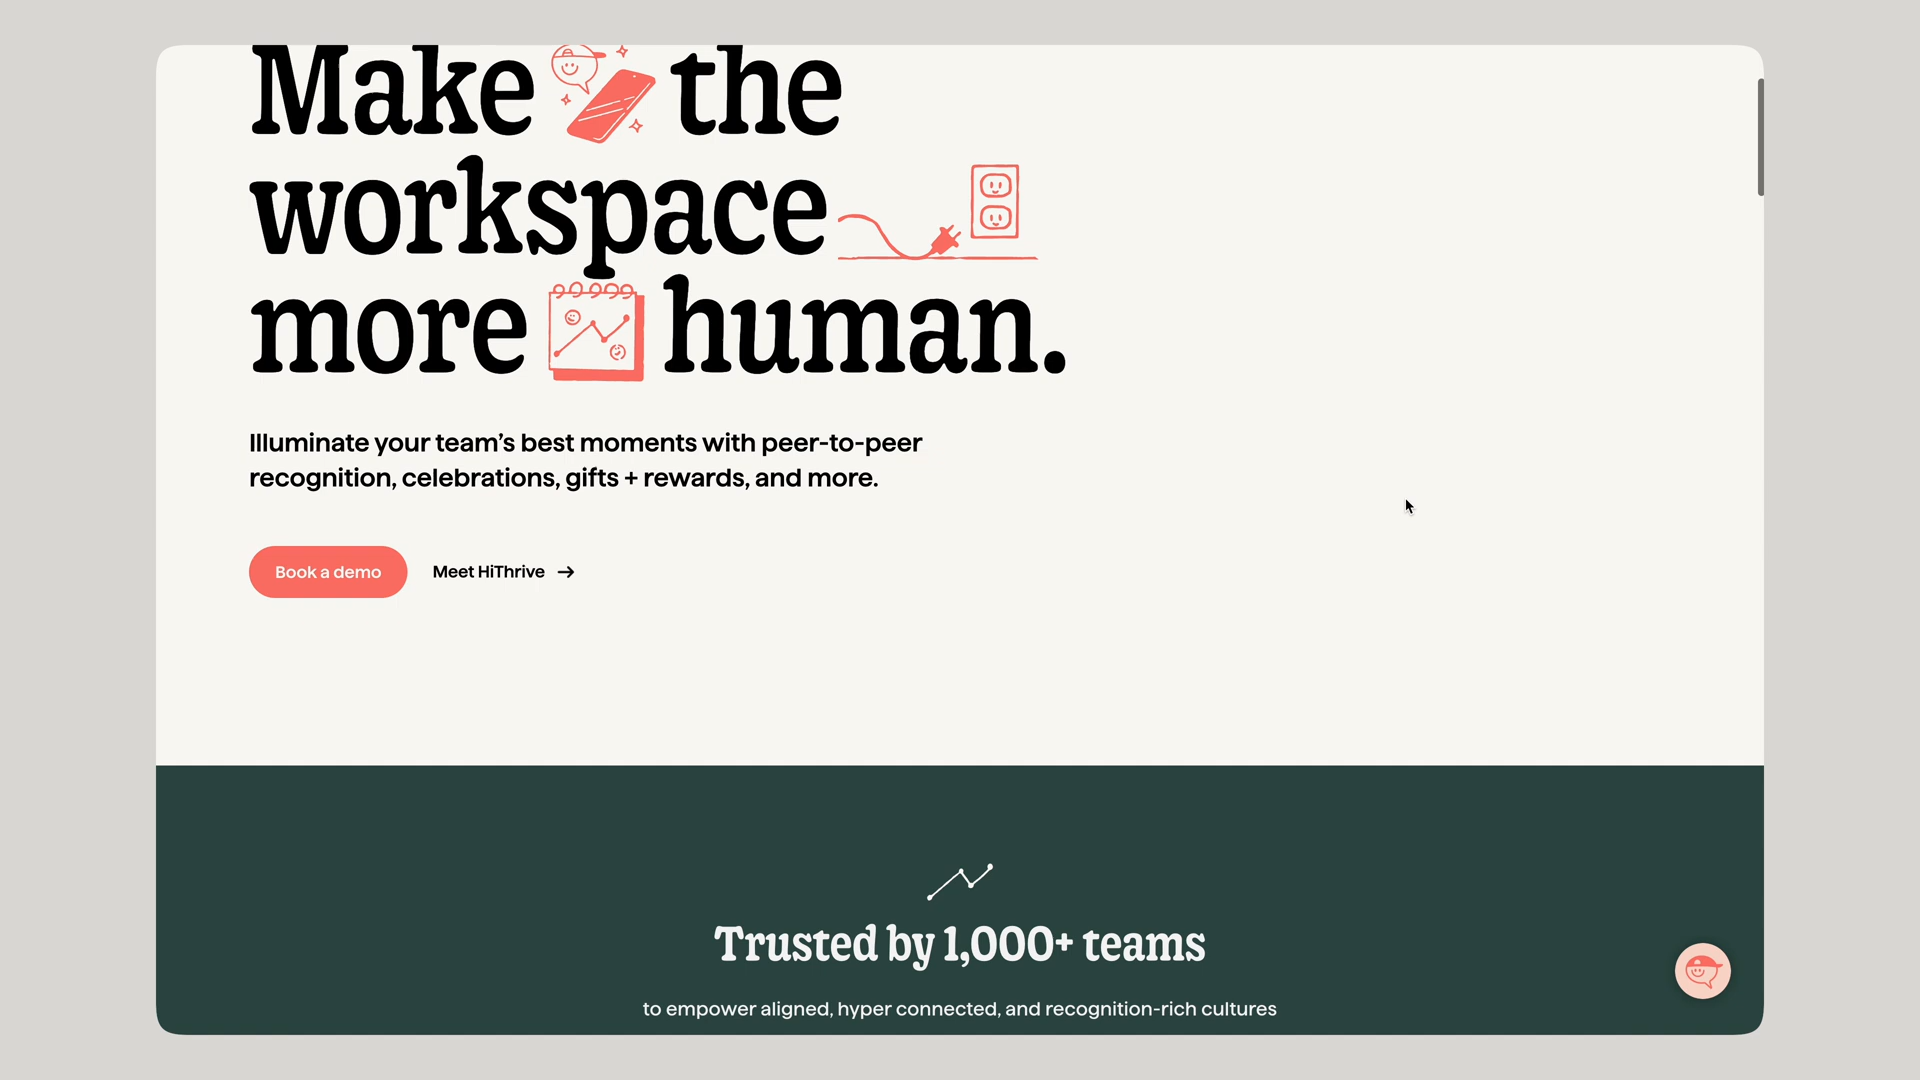 Make the
workspace
more human.
Illuminate your team’s best moments with peer-to-peer
recognition, celebrations, gifts + rewards, and more.
Book a demo
Meet HiThrive →
Trusted by 1,000+ teams
to empower aligned, hyper connected, and recognition-rich cultures